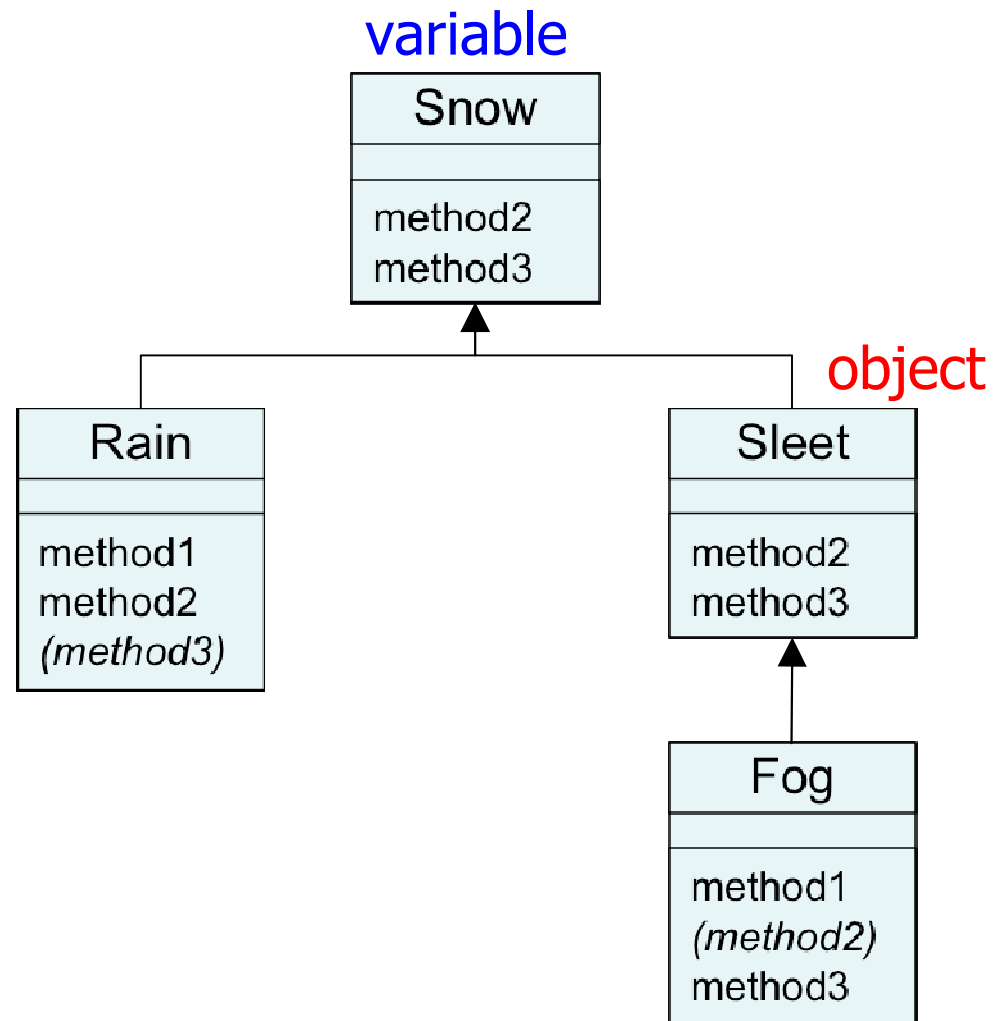 variable
Snow
method2
method3
object
Rain
method1
method2
(method3)
Sleet
method2
method3
Fog
method1
(method2)
method3